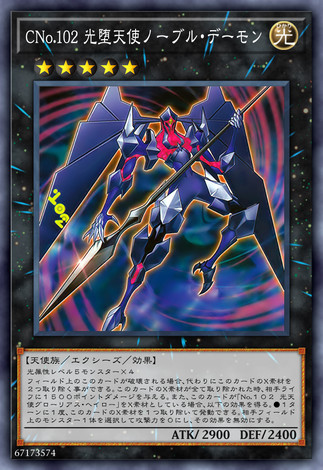 CNo.102 光堕天使ノーブル・デーモン
光
102
【天使族/エクシーズ/効果】
光属性レベル5モンスター×4
フィールド上のこのカードが破壊される場合、代わりにこのカードのX素材を
2つ取り除く事ができる。このカードのX素材が全て取り除かれた時、相手ライ
フに1500ポイントダメージを与える。また、このカードが「No.102 光天
使グローリアス・ヘイロー」をX素材としている場合、以下の効果を得る。●1タ
ーンに1度、このカードのX素材を1つ取り除いて発動できる。相手フィールド
上のモンスター1体を選択して攻撃力を0にし、その効果を無効にする。
ATK/2900 DEF/2400
67173574